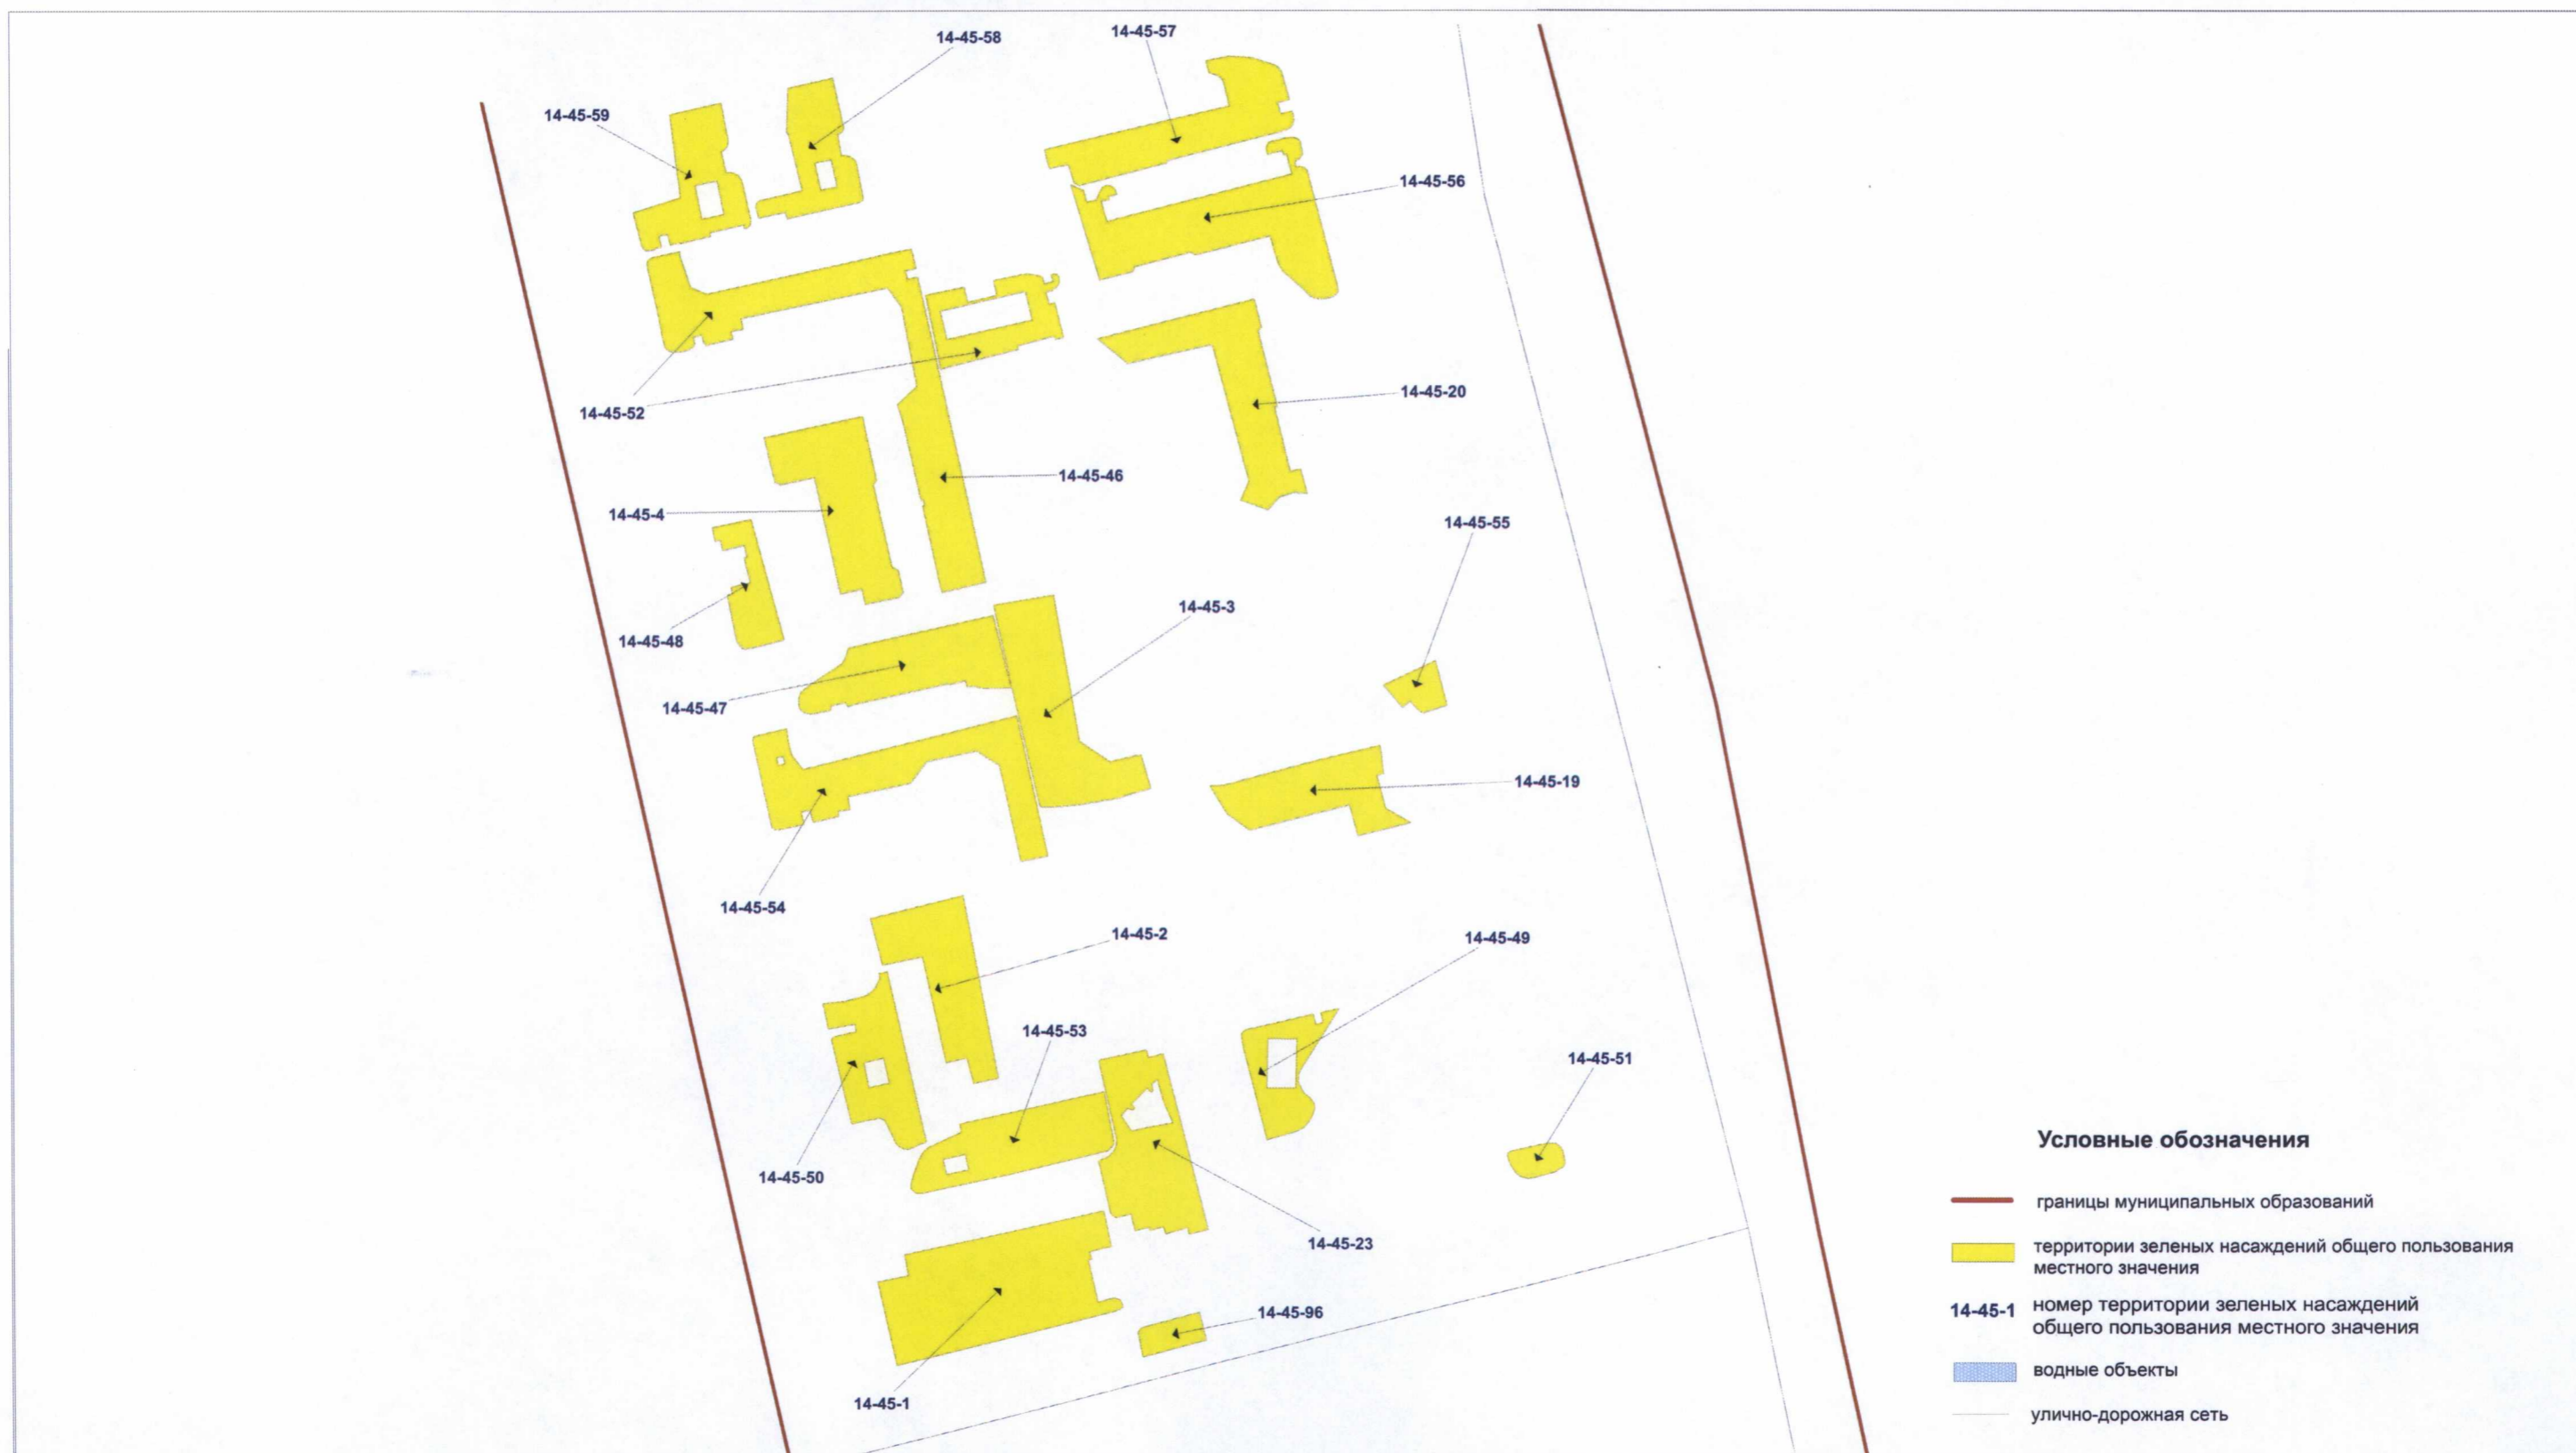 14-45-57
14-45-58
14-45-59
14-45-56
14-45-20
14-45-52
14-45-46
14-45-4
14-45-55
14-45-3
14-45-48
14-45-47
14-45-19
14-45-54
14-45-2
14-45-49
14-45-53
14-45-51
14-45-50
14-45-23
14-45-96
14-45-1
Условные обозначения
границы муниципальных образований
территории зеленых насаждений общего пользования
местного значения
14-45-1 номер территории зеленых насаждений
общего пользования местного значения
водные объекты
улично-дорожная сеть